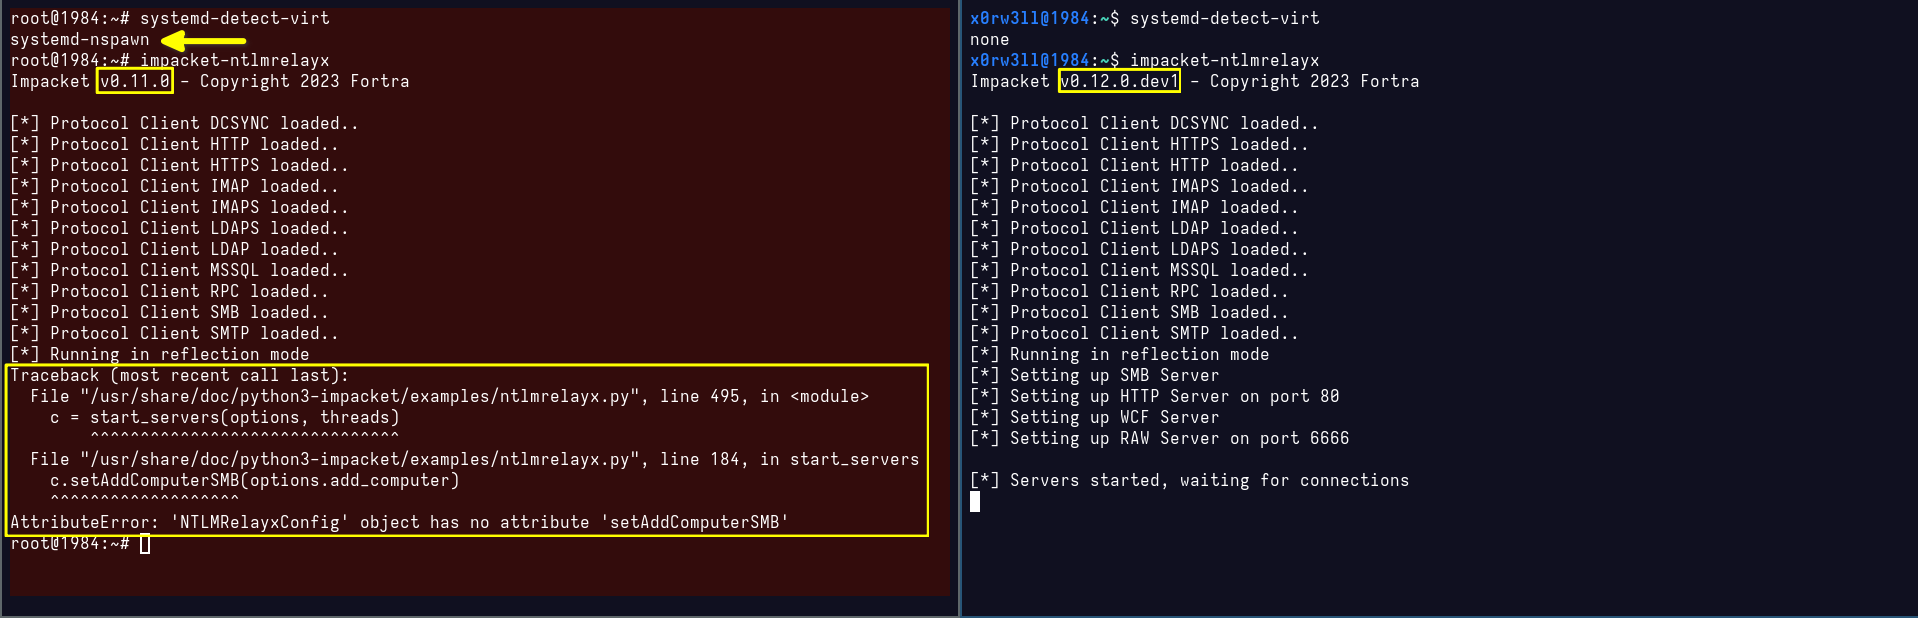 root@1984:~# systemd-detect-virt
systemd-nspawn
root@1984:~# impacket-ntlmrelayx
Impacket v0.11.0 - Copyright 2023 Fortra
[*] Protocol Client DCSYNC loaded..
[*] Protocol Client HTTP loaded..
[*] Protocol Client HTTPS loaded..
[*] Protocol Client IMAP loaded..
[*] Protocol Client IMAPS loaded..
[*] Protocol Client LDAPS loaded..
[*] Protocol Client LDAP loaded..
[*] Protocol Client MSSQL loaded..
[*] Protocol Client RPC loaded..
[*] Protocol Client SMB loaded..
[*] Protocol Client SMTP loaded..
[*] Running in reflection mode
Traceback (most recent call last):
  File "/usr/share/doc/python3-impacket/examples/ntlmrelayx.py", line 495, in <module>
    c = start_servers(options, threads)
        ^^^^^^^^^^^^^^^^^^^^^^^^^^^^^^^
  File "/usr/share/doc/python3-impacket/examples/ntlmrelayx.py", line 184, in start_servers
    c.setAddComputerSMB(options.add_computer)
    ^^^^^^^^^^^^^^^^^^^
AttributeError: 'NTLMRelayxConfig' object has no attribute 'setAddComputerSMB'
root@1984:~#
x0rw3ll@1984:~$ systemd-detect-virt
none
x0rw3ll@1984:~$ impacket-ntlmrelayx
Impacket v0.12.0.dev1 - Copyright 2023 Fortra
[*] Protocol Client DCSYNC loaded..
[*] Protocol Client HTTPS loaded..
[*] Protocol Client HTTP loaded..
[*] Protocol Client IMAPS loaded..
[*] Protocol Client IMAP loaded..
[*] Protocol Client LDAP loaded..
[*] Protocol Client LDAPS loaded..
[*] Protocol Client MSSQL loaded..
[*] Protocol Client RPC loaded..
[*] Protocol Client SMB loaded..
[*] Protocol Client SMTP loaded..
[*] Running in reflection mode
[*] Setting up SMB Server
[*] Setting up HTTP Server on port 80
[*] Setting up WCF Server
[*] Setting up RAW Server on port 6666
[*] Servers started, waiting for connections